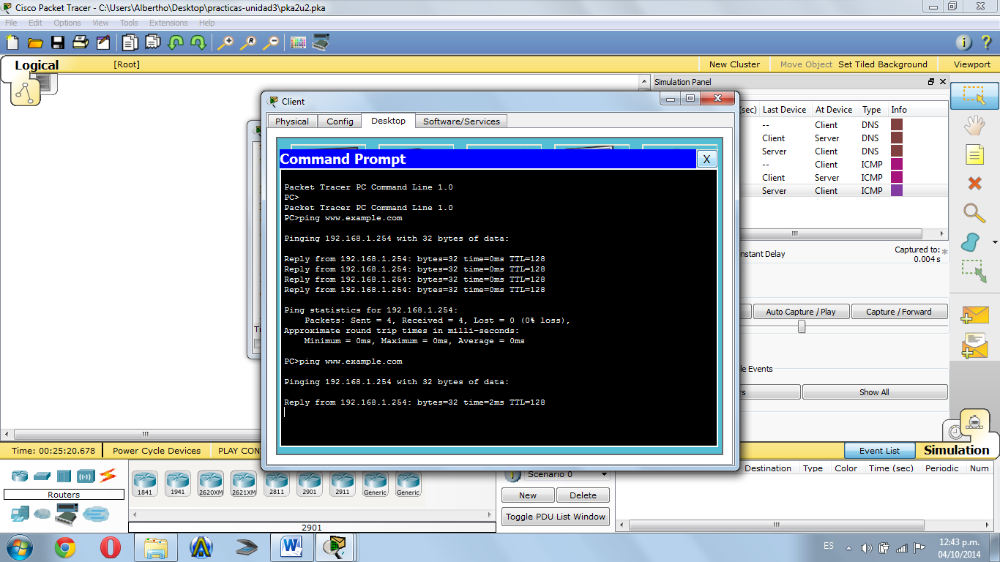 Cisco Packet Tracer - C:\Users\Albertho\Desktop\practicas-unidad3\pka2u2.pka
File Edit Options View Tools Extensions Help
Logical [Root] New Cluster Move Object Set Tiled Background Viewport
Simulation Panel
(sec) Last Device At Device Type Info
-- Client DNS
Client Server DNS
Server Client DNS
-- Client ICMP
Client Server ICMP
Server Client ICMP
nstant Delay Captured to: *
0.004 s
Auto Capture / Play Capture / Forward
le Events
rs Show All
Client
Physical Config Desktop Software/Services
Command Prompt X
Packet Tracer PC Command Line 1.0
PC>
Packet Tracer PC Command Line 1.0
PC>ping www.example.com
Pinging 192.168.1.254 with 32 bytes of data:
Reply from 192.168.1.254: bytes=32 time=0ms TTL=128
Reply from 192.168.1.254: bytes=32 time=0ms TTL=128
Reply from 192.168.1.254: bytes=32 time=0ms TTL=128
Reply from 192.168.1.254: bytes=32 time=0ms TTL=128
Ping statistics for 192.168.1.254:
Packets: Sent = 4, Received = 4, Lost = 0 (0% loss),
Approximate round trip times in milli-seconds:
Minimum = 0ms, Maximum = 0ms, Average = 0ms
PC>ping www.example.com
Pinging 192.168.1.254 with 32 bytes of data:
Reply from 192.168.1.254: bytes=32 time=2ms TTL=128
Time: 00:25:20.678 Power Cycle Devices PLAY CON Event List Simulation
Routers
1841 1941 2620XM 2621XM 2811 2901 2911 Generic Generic
2901
Scenario 0
New Delete
Toggle PDU List Window
Destination Type Color Time (sec) Periodic Num
ES 12:43 p.m.
04/10/2014